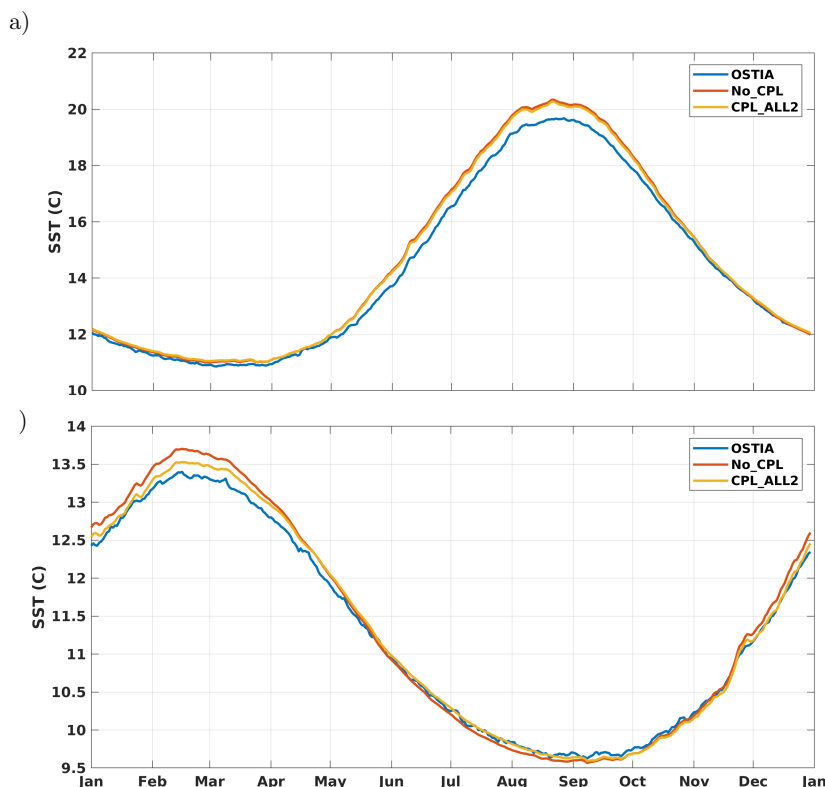 a)
22
20
18
16
14
12
10
SST (C)
OSTIA
No_CPL
CPL_ALL2
)
14
13.5
13
12.5
12
11.5
11
10.5
10
9.5
SST (C)
OSTIA
No_CPL
CPL_ALL2
Jan Feb Mar Apr May Jun Jul Aug Sep Oct Nov Dec Jan